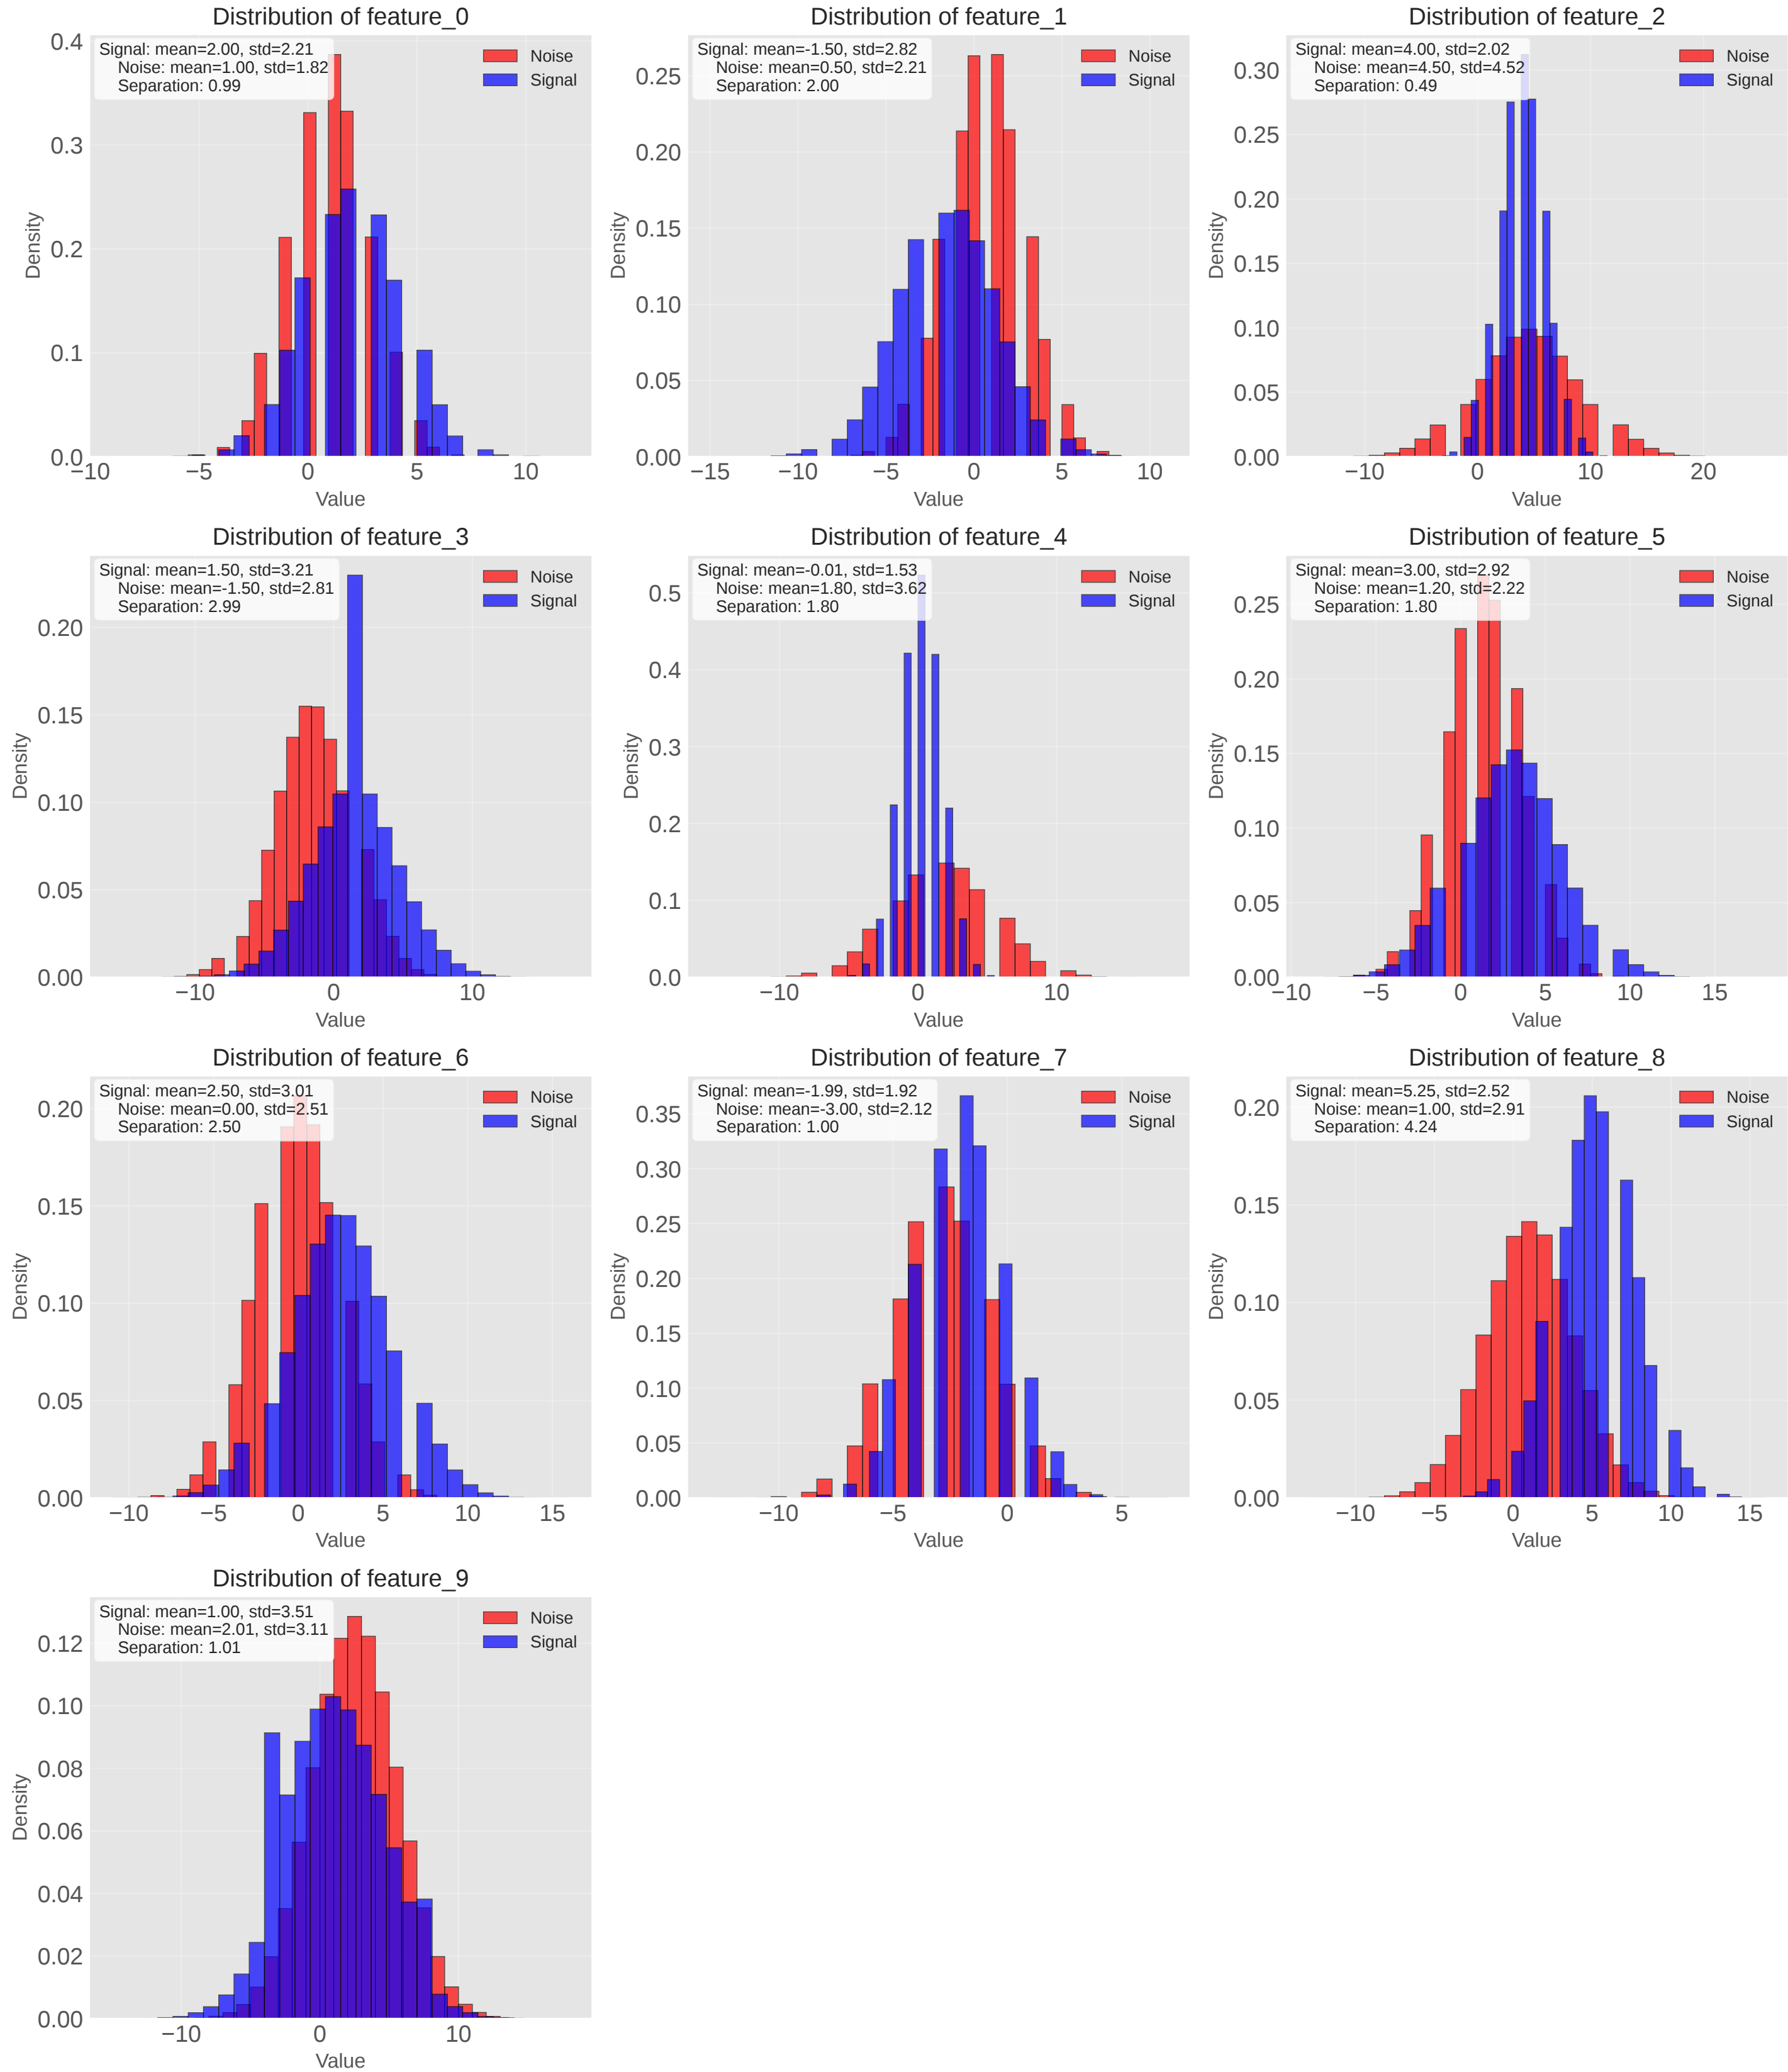 Distribution of feature_0
Signal: mean=2.00, std=2.21
Noise: mean=1.00, std=1.82
Separation: 0.99
Noise
Signal
Density
0.4
0.3
0.2
0.1
0.0
−10 −5 0 5 10
Value
Distribution of feature_1
Signal: mean=-1.50, std=2.82
Noise: mean=0.50, std=2.21
Separation: 2.00
Noise
Signal
Density
0.25
0.20
0.15
0.10
0.05
0.00
−15 −10 −5 0 5 10
Value
Distribution of feature_2
Signal: mean=4.00, std=2.02
Noise: mean=4.50, std=4.52
Separation: 0.49
Noise
Signal
Density
0.30
0.25
0.20
0.15
0.10
0.05
0.00
−10 0 10 20
Value
Distribution of feature_3
Signal: mean=1.50, std=3.21
Noise: mean=-1.50, std=2.81
Separation: 2.99
Noise
Signal
Density
0.20
0.15
0.10
0.05
0.00
−10 0 10
Value
Distribution of feature_4
Signal: mean=-0.01, std=1.53
Noise: mean=1.80, std=3.62
Separation: 1.80
Noise
Signal
Density
0.5
0.4
0.3
0.2
0.1
0.0
−10 0 10
Value
Distribution of feature_5
Signal: mean=3.00, std=2.92
Noise: mean=1.20, std=2.22
Separation: 1.80
Noise
Signal
Density
0.25
0.20
0.15
0.10
0.05
0.00
−10 −5 0 5 10 15
Value
Distribution of feature_6
Signal: mean=2.50, std=3.01
Noise: mean=0.00, std=2.51
Separation: 2.50
Noise
Signal
Density
0.20
0.15
0.10
0.05
0.00
−10 −5 0 5 10 15
Value
Distribution of feature_7
Signal: mean=-1.99, std=1.92
Noise: mean=-3.00, std=2.12
Separation: 1.00
Noise
Signal
Density
0.35
0.30
0.25
0.20
0.15
0.10
0.05
0.00
−10 −5 0 5
Value
Distribution of feature_8
Signal: mean=5.25, std=2.52
Noise: mean=1.00, std=2.91
Separation: 4.24
Noise
Signal
Density
0.20
0.15
0.10
0.05
0.00
−10 −5 0 5 10 15
Value
Distribution of feature_9
Signal: mean=1.00, std=3.51
Noise: mean=2.01, std=3.11
Separation: 1.01
Noise
Signal
Density
0.12
0.10
0.08
0.06
0.04
0.02
0.00
−10 0 10
Value